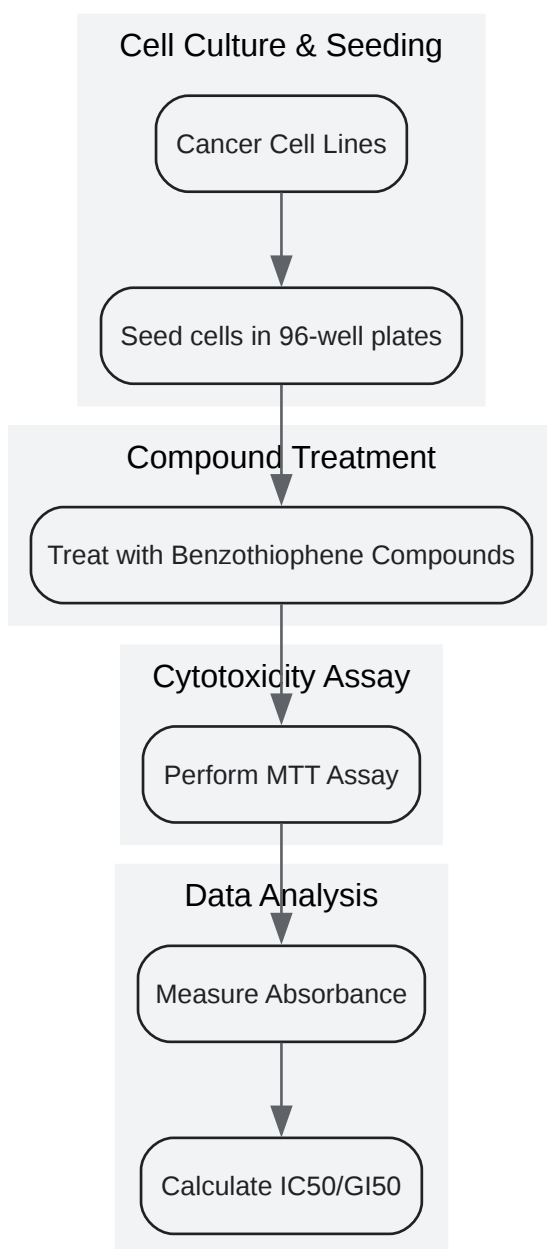 Cell Culture & Seeding
Cancer Cell Lines
Seed cells in 96-well plates
Compound Treatment
Treat with Benzothiophene Compounds
Cytotoxicity Assay
Perform MTT Assay
Data Analysis
Measure Absorbance
Calculate IC50/GI50